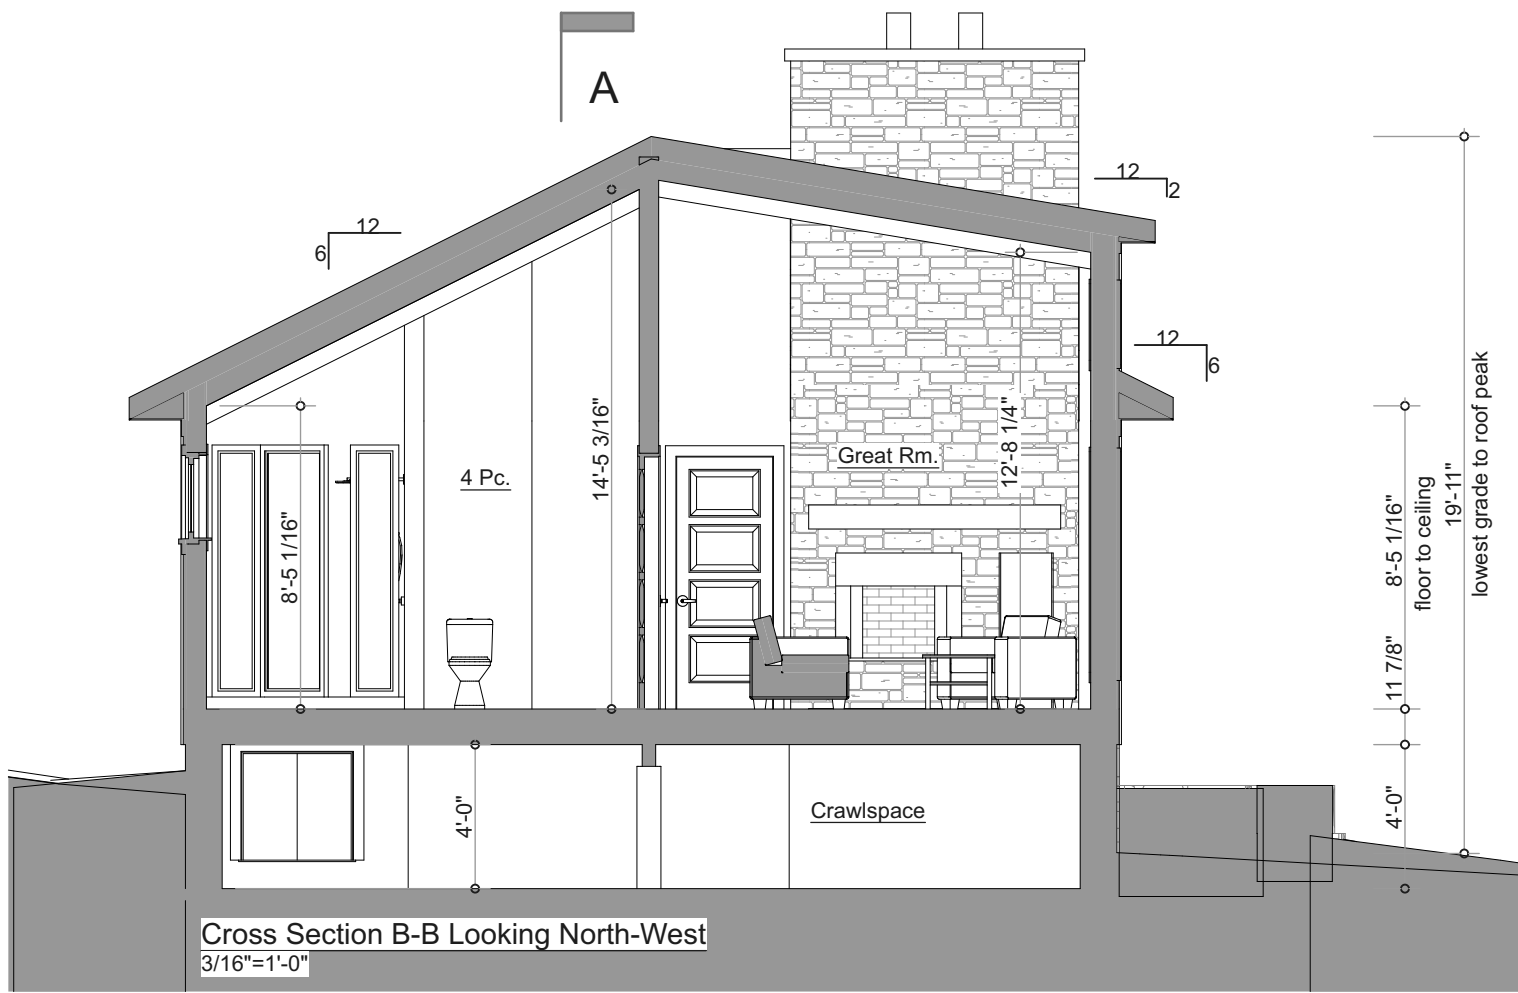 A
12
2
12
6
12
6
14'-5 3/16"
12'-8 1/4"
Great Rm.
4 Pc.
8'-5 1/16"
8'-5 1/16"
floor to ceiling
19'-11"
lowest grade to roof peak
11 7/8"
4'-0"
4'-0"
Crawlspace
Cross Section B-B Looking North-West
3/16"=1'-0"